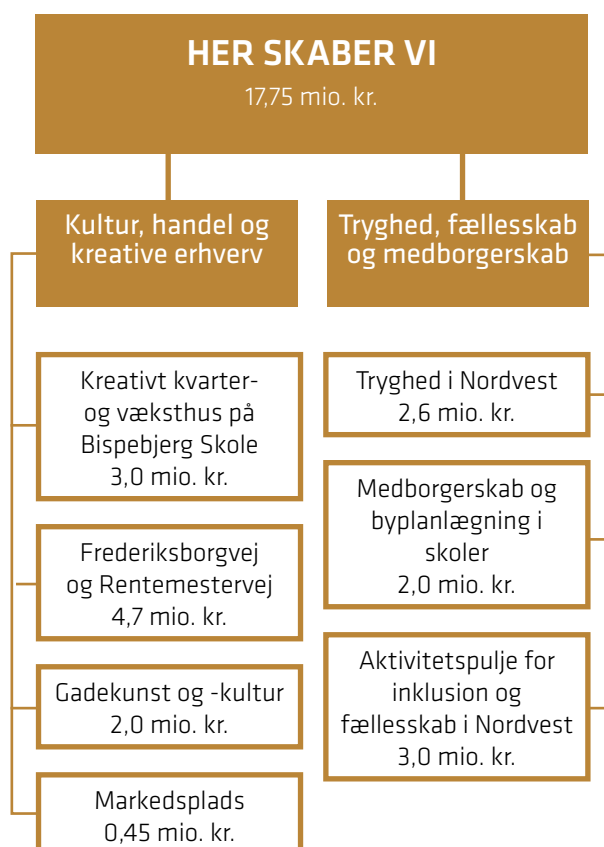 HER SKABER VI
17,75 mio. kr.
Kultur, handel og
kreative erhverv
Kreativt kvarter-
og væksthus på
Bispebjerg Skole
3,0 mio. kr.
Frederiksborgvej
og Rentemestervej
4,7 mio. kr.
Gadekunst og -kultur
2,0 mio. kr.
Markedsplads
0,45 mio. kr.
Tryghed, fællesskab
og medborgerskab
Tryghed i Nordvest
2,6 mio. kr.
Medborgerskab og
byplanlægning i
skoler
2,0 mio. kr.
Aktivitetspulje for
inklusion og
fællesskab i Nordvest
3,0 mio. kr.